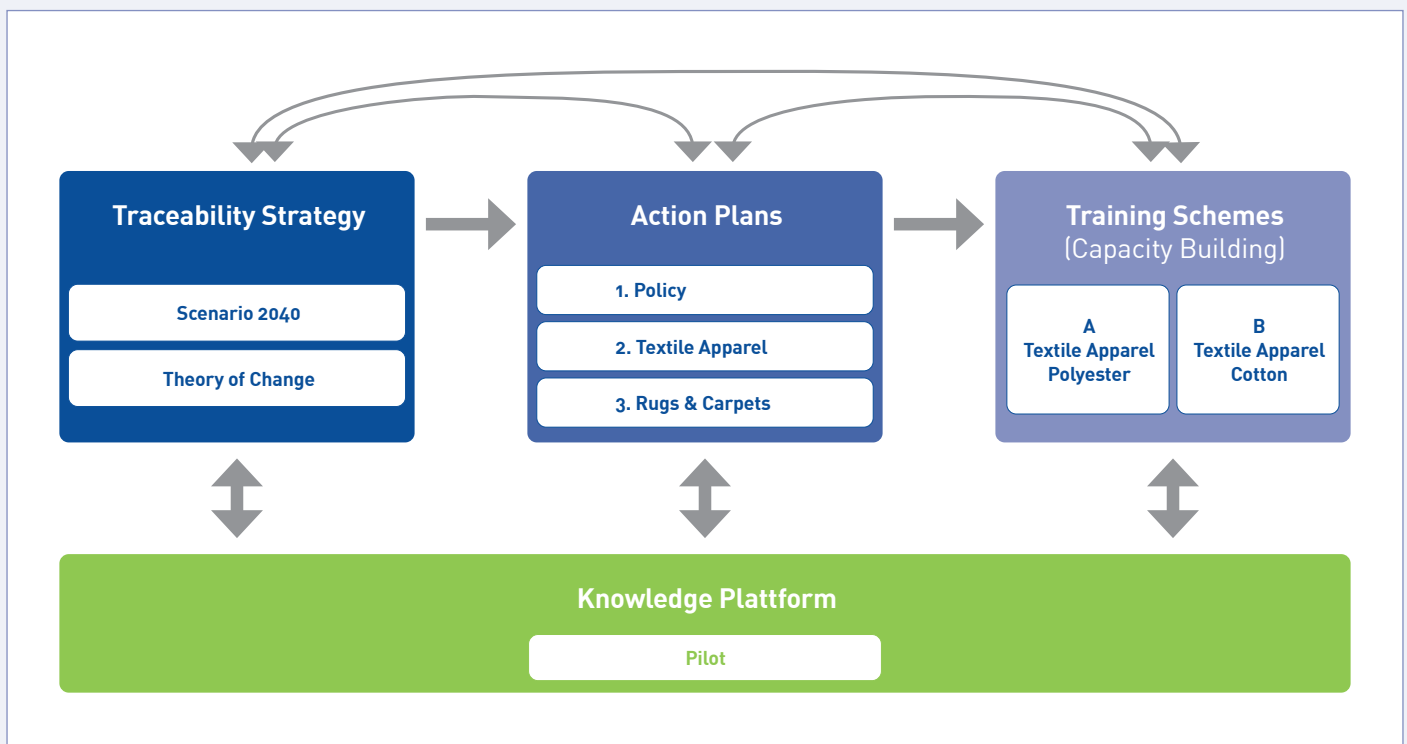 Traceability Strategy
Scenario 2040
Theory of Change
Action Plans
1. Policy
2. Textile Apparel
3. Rugs & Carpets
Training Schemes
(Capacity Building)
A
Textile Apparel
Polyester
B
Textile Apparel
Cotton
Knowledge Plattform
Pilot